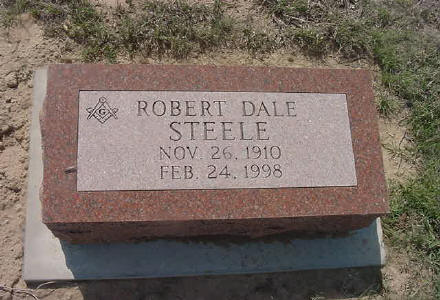 G
ROBERT DALE
STEELE
NOV. 26, 1910
FEB. 24, 1998